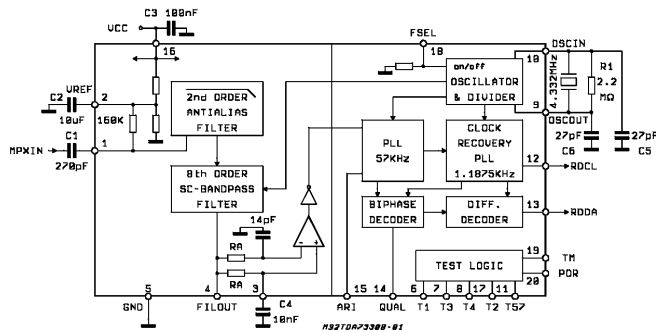 C3 100nF
VCC
FSEL
OSCIN
16
18
10
on/off
OSCILLATOR
& DIVIDER
4.332MHz
R1
2.2
MΩ
C2
VREF
2
10uF
160K
2nd ORDER
ANTIALIAS
FILTER
9
OSCOUT
27pF
C6
27pF
C5
C1
MPXIN
1
270pF
PLL
57KHz
CLOCK
RECOVERY
PLL
1.1875KHz
12
RDCL
8th ORDER
SC-BANDPASS
FILTER
BIPHASE
DECODER
DIFF.
DECODER
13
RDDA
14pF
- +
RA
RA
TEST LOGIC
19
TM
20
POR
5
4
3
15
14
6
7
8
17
11
GND
FILOUT
C4
10nF
ARI
QUAL
T1
T3
T4
T2
T57
M92TDA7330B-01